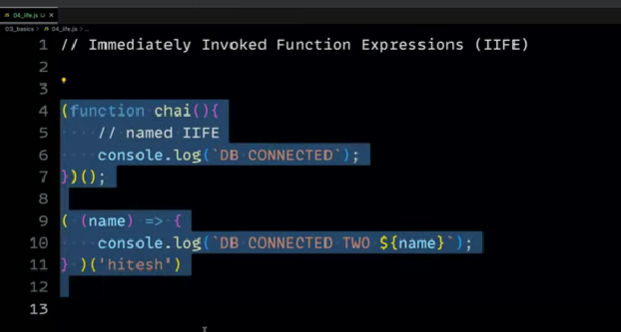 04_iife.js U ×
03_basics > 04_iife.js > ...
1 // Immediately Invoked Function Expressions (IIFE)
2
3
4 (function chai(){
5 // named IIFE
6 console.log(`DB CONNECTED`);
7 })();
8
9 ( (name) => {
10 console.log(`DB CONNECTED TWO ${name}`);
11 } )('hitesh')
12
13